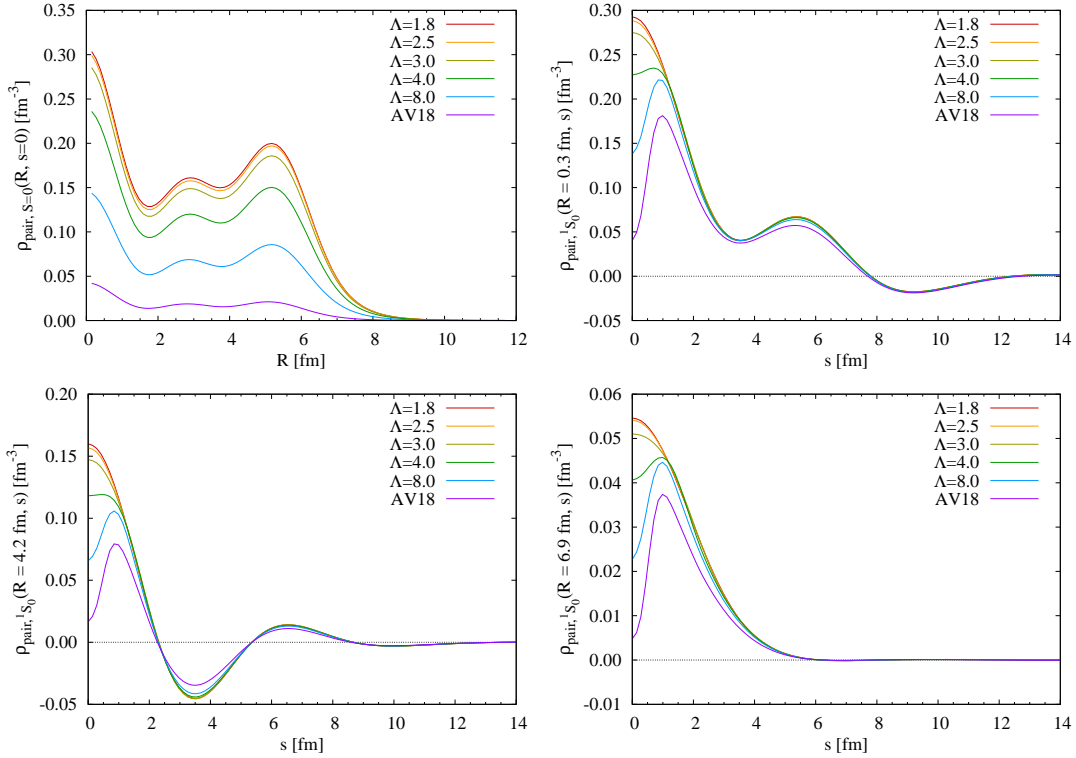 ρpair, S=0(R, s=0) [fm-3]
0.35
0.30
0.25
0.20
0.15
0.10
0.05
0.00
Λ=1.8
Λ=2.5
Λ=3.0
Λ=4.0
Λ=8.0
AV18
0 2 4 6 8 10 12
R [fm]
ρpair, 1S0(R = 0.3 fm, s) [fm-3]
0.30
0.25
0.20
0.15
0.10
0.05
0.00
-0.05
Λ=1.8
Λ=2.5
Λ=3.0
Λ=4.0
Λ=8.0
AV18
0 2 4 6 8 10 12 14
s [fm]
ρpair, 1S0(R = 4.2 fm, s) [fm-3]
0.20
0.15
0.10
0.05
0.00
-0.05
Λ=1.8
Λ=2.5
Λ=3.0
Λ=4.0
Λ=8.0
AV18
0 2 4 6 8 10 12 14
s [fm]
ρpair, 1S0(R = 6.9 fm, s) [fm-3]
0.06
0.05
0.04
0.03
0.02
0.01
0.00
-0.01
Λ=1.8
Λ=2.5
Λ=3.0
Λ=4.0
Λ=8.0
AV18
0 2 4 6 8 10 12 14
s [fm]